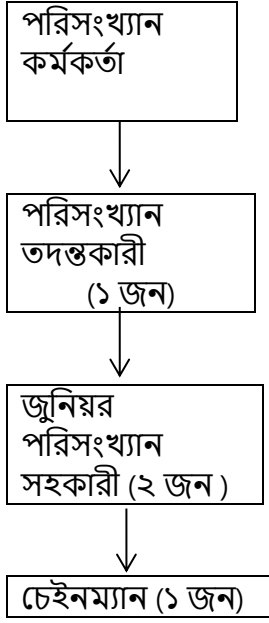 পরিসংখ্যান
কর্মকর্তা
পরিসংখ্যান
তদন্তকারী
(১ জন)
জুনিয়র
পরিসংখ্যান
সহকারী (২ জন )
চেইনম্যান (১ জন)